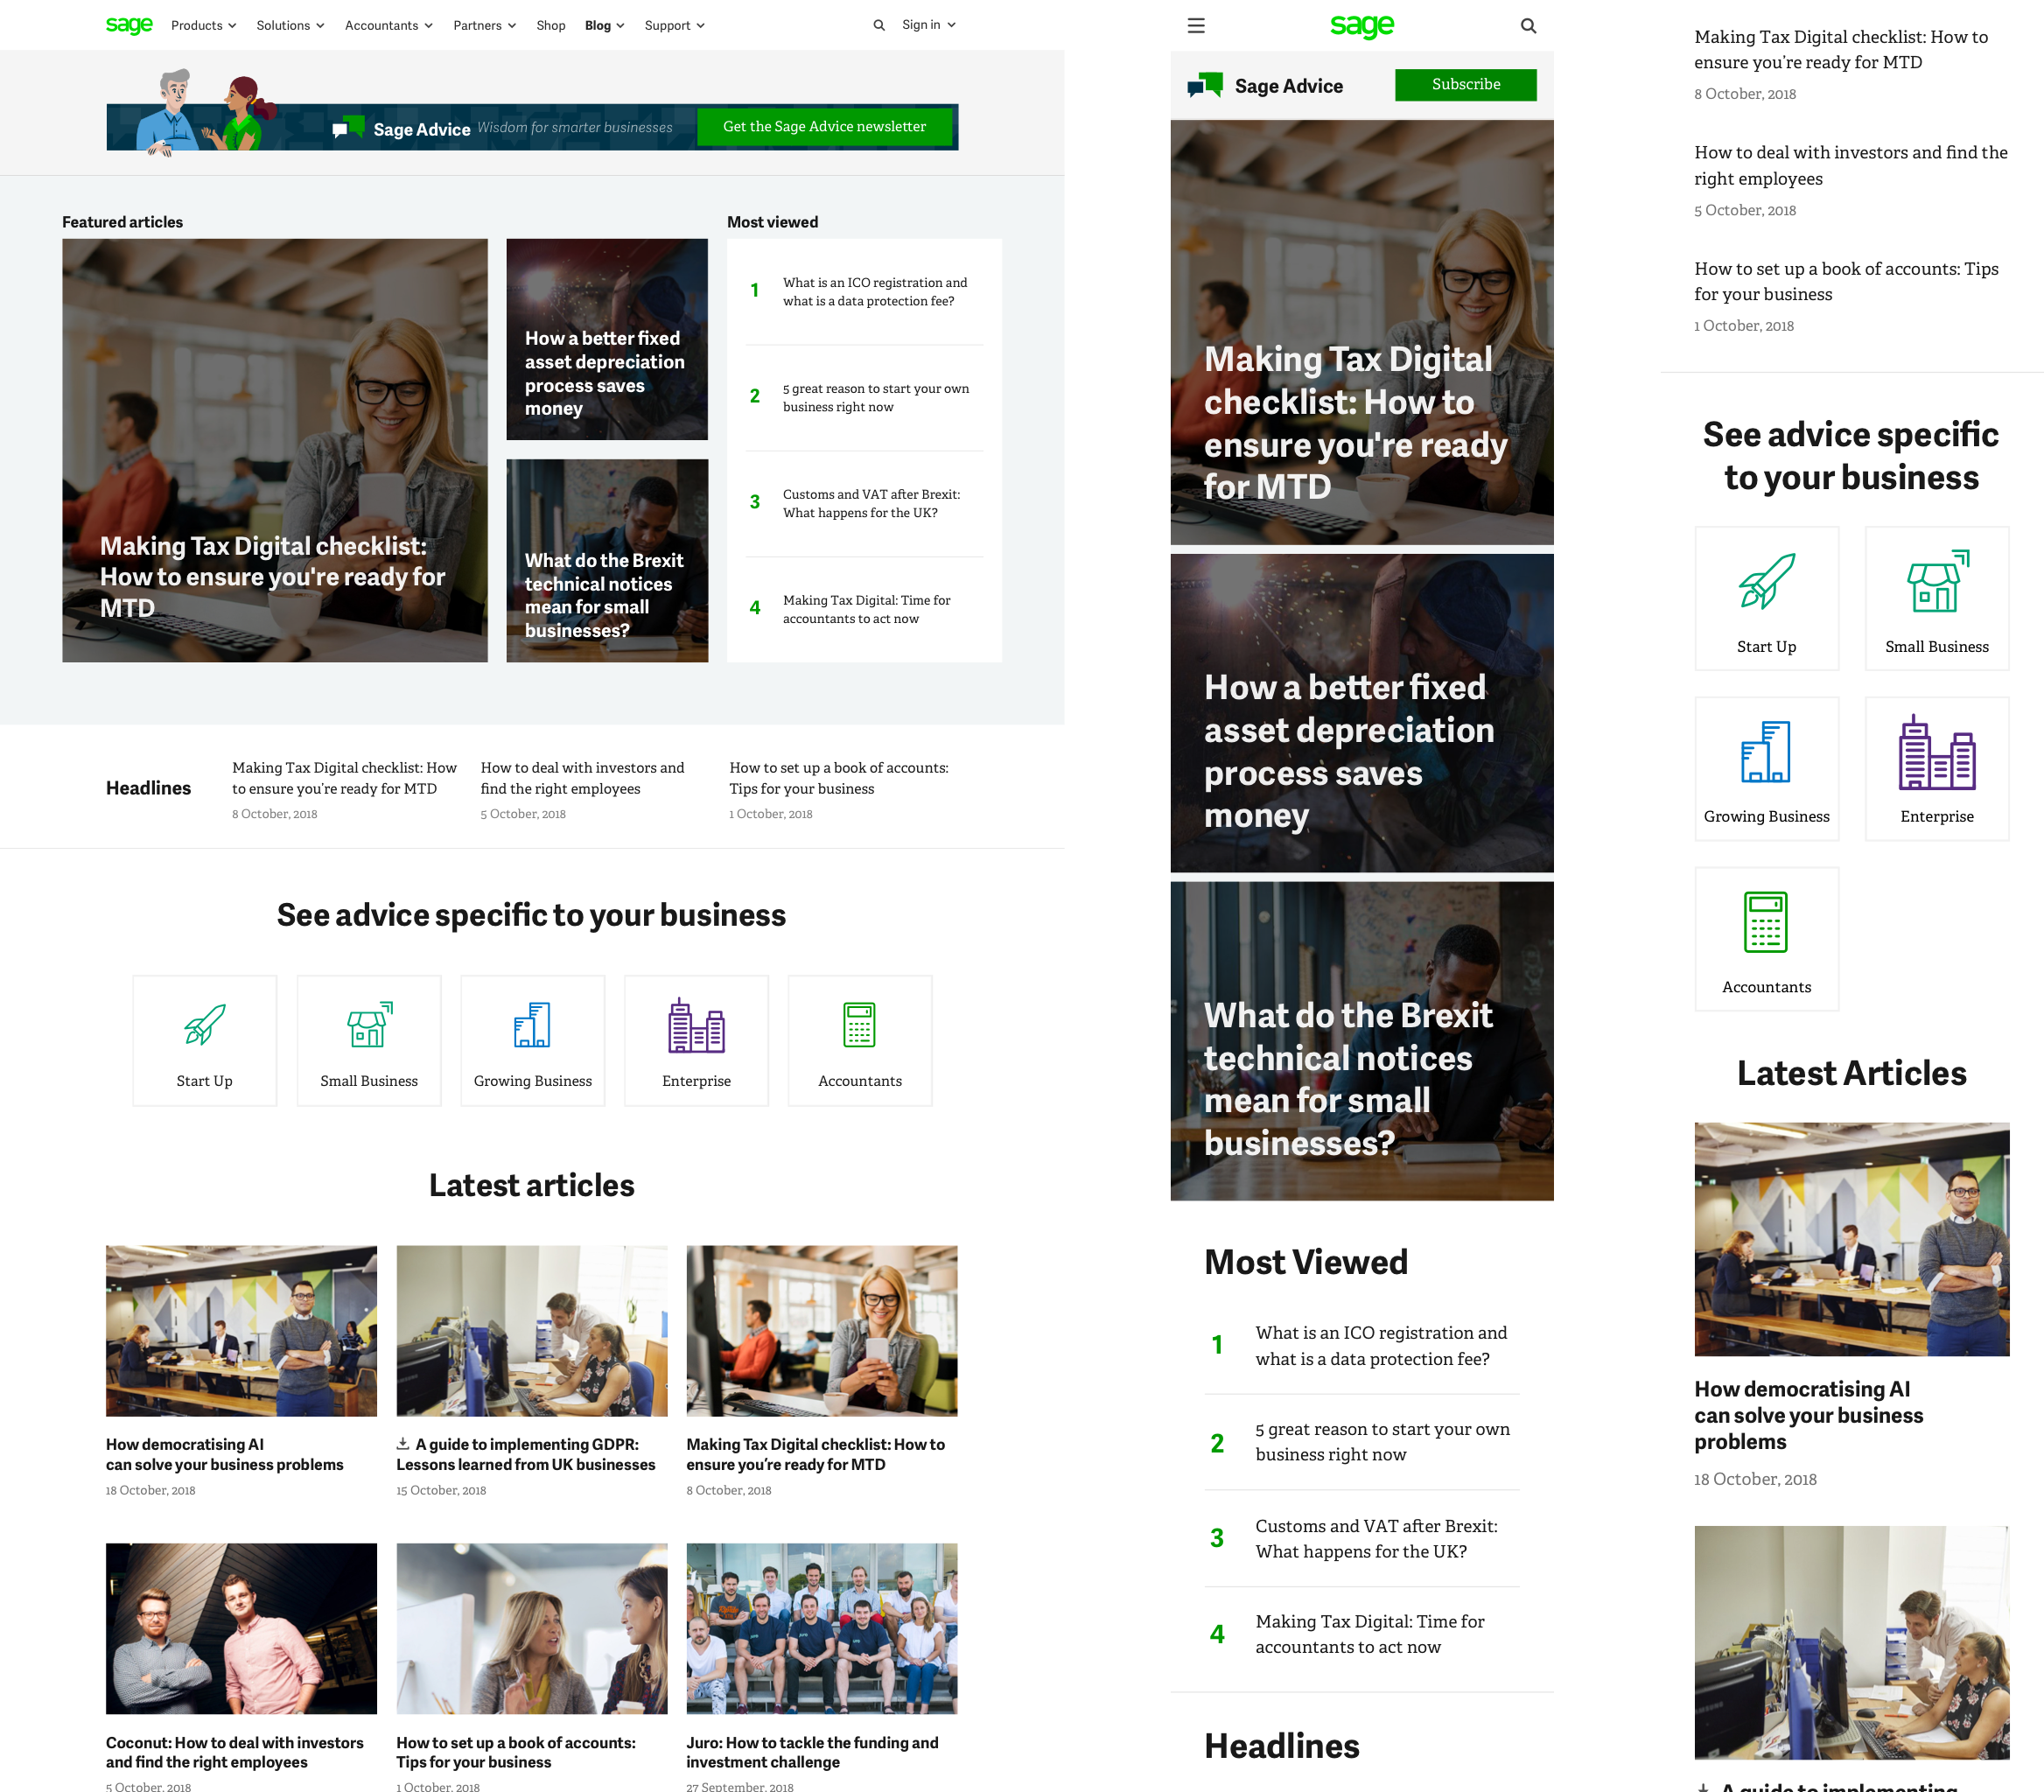 sage Products Solutions Accountants Partners Shop Blog Support Sign in
Sage Advice Wisdom for smarter businesses Get the Sage Advice newsletter
Featured articles
Making Tax Digital checklist:
How to ensure you're ready for
MTD
How a better fixed
asset depreciation
process saves
money
What do the Brexit
technical notices
mean for small
businesses?
Most viewed
1 What is an ICO registration and
what is a data protection fee?
2 5 great reason to start your own
business right now
3 Customs and VAT after Brexit:
What happens for the UK?
4 Making Tax Digital: Time for
accountants to act now
Headlines
Making Tax Digital checklist: How
to ensure you're ready for MTD
8 October, 2018
How to deal with investors and
find the right employees
5 October, 2018
How to set up a book of accounts:
Tips for your business
1 October, 2018
See advice specific to your business
Start Up
Small Business
Growing Business
Enterprise
Accountants
Latest articles
How democratising AI
can solve your business problems
18 October, 2018
A guide to implementing GDPR:
Lessons learned from UK businesses
15 October, 2018
Making Tax Digital checklist: How to
ensure you're ready for MTD
8 October, 2018
Coconut: How to deal with investors
and find the right employees
5 October, 2018
How to set up a book of accounts:
Tips for your business
1 October, 2018
Juro: How to tackle the funding and
investment challenge
27 September, 2018
sage
Sage Advice
Subscribe
Making Tax Digital
checklist: How to
ensure you're ready
for MTD
How a better fixed
asset depreciation
process saves
money
What do the Brexit
technical notices
mean for small
businesses?
Most Viewed
1 What is an ICO registration and
what is a data protection fee?
2 5 great reason to start your own
business right now
3 Customs and VAT after Brexit:
What happens for the UK?
4 Making Tax Digital: Time for
accountants to act now
Headlines
Making Tax Digital checklist: How to
ensure you're ready for MTD
8 October, 2018
How to deal with investors and find the
right employees
5 October, 2018
How to set up a book of accounts: Tips
for your business
1 October, 2018
See advice specific
to your business
Start Up
Small Business
Growing Business
Enterprise
Accountants
Latest Articles
How democratising AI
can solve your business
problems
18 October, 2018
A guide to implementing